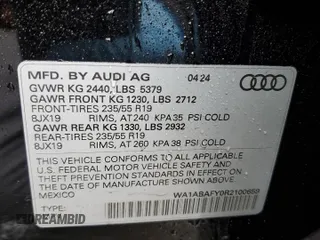 MFD. BY AUDI AG 04 24
GVWR KG 2440, LBS 5379
GAWR FRONT KG 1230, LBS 2712
FRONT-TIRES 235/55 R19
8JX19 RIMS, AT 240 KPA 35 PSI COLD
GAWR REAR KG 1330, LBS 2932
REAR-TIRES 235/55 R19
8JX19 RIMS, AT 260 KPA 38 PSI COLD
THIS VEHICLE CONFORMS TO ALL APPLICABLE
U.S. FEDERAL MOTOR VEHICLE SAFETY AND
THEFT PREVENTION STANDARDS IN EFFECT ON THE
DATE OF MANUFACTURE SHOWN ABOVE.
MEXICO WA1ABAFY0R2100659
TYPE: